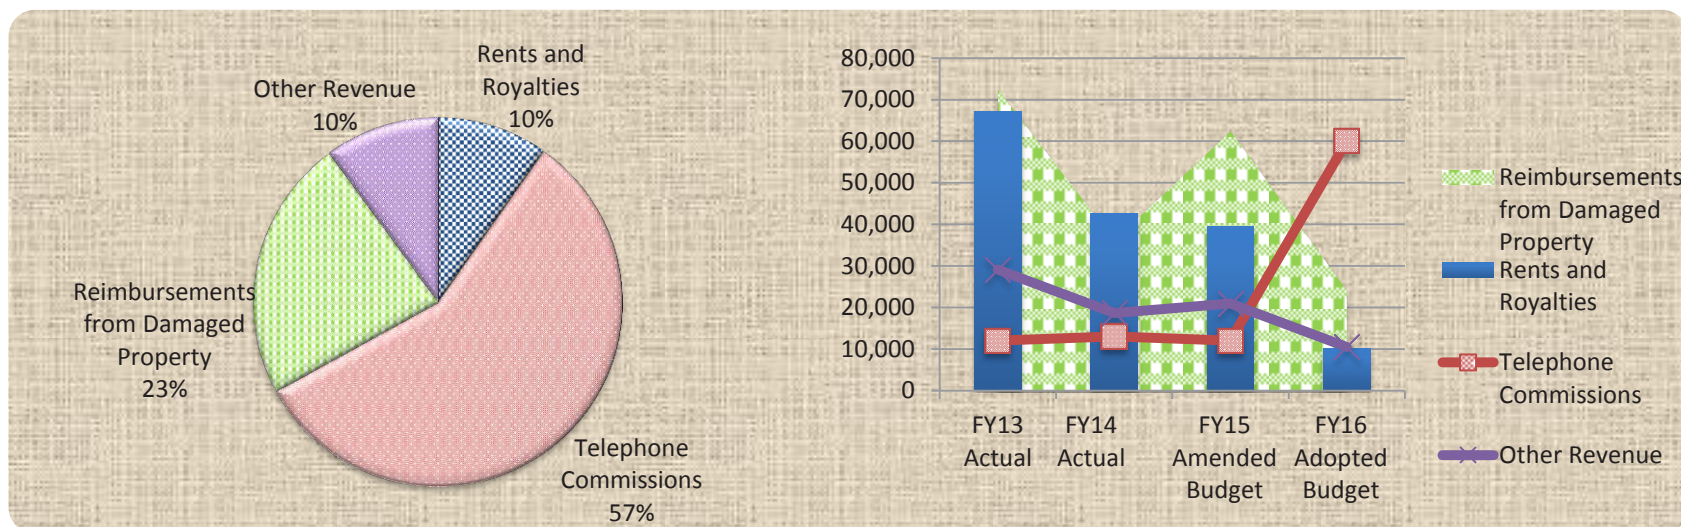 Rents and
Royalties
10%
Other Revenue
10%
Reimbursements
from Damaged
Property
23%
Telephone
Commissions
57%
80,000
70,000
60,000
50,000
40,000
30,000
20,000
10,000
0
FY13
Actual
FY14
Actual
FY15
Amended
Budget
FY16
Adopted
Budget
Reimbursements
from Damaged
Property
Rents and
Royalties
Telephone
Commissions
Other Revenue